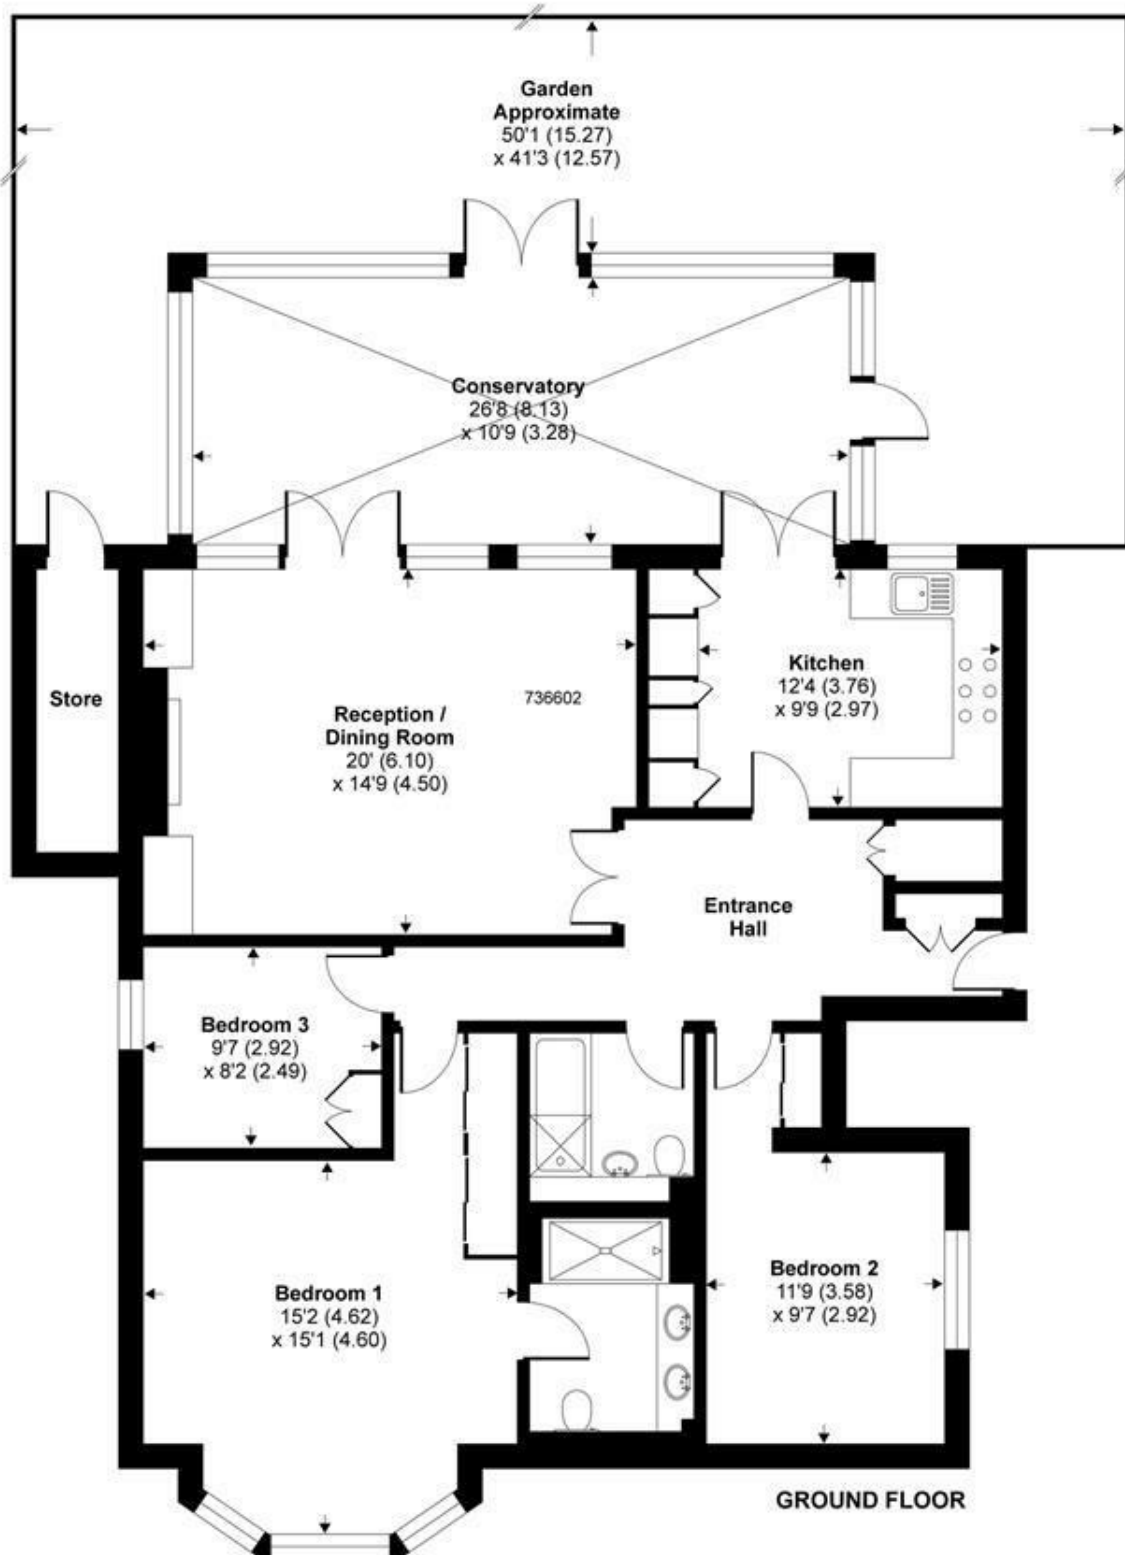 Garden
Approximate
50'1 (15.27)
x 41'3 (12.57)
Conservatory
26'8 (8.13)
x 10'9 (3.28)
Store
Reception /
Dining Room
20' (6.10)
x 14'9 (4.50)
736602
Kitchen
12'4 (3.76)
x 9'9 (2.97)
Entrance
Hall
Bedroom 3
9'7 (2.92)
x 8'2 (2.49)
Bedroom 1
15'2 (4.62)
x 15'1 (4.60)
Bedroom 2
11'9 (3.58)
x 9'7 (2.92)
GROUND FLOOR